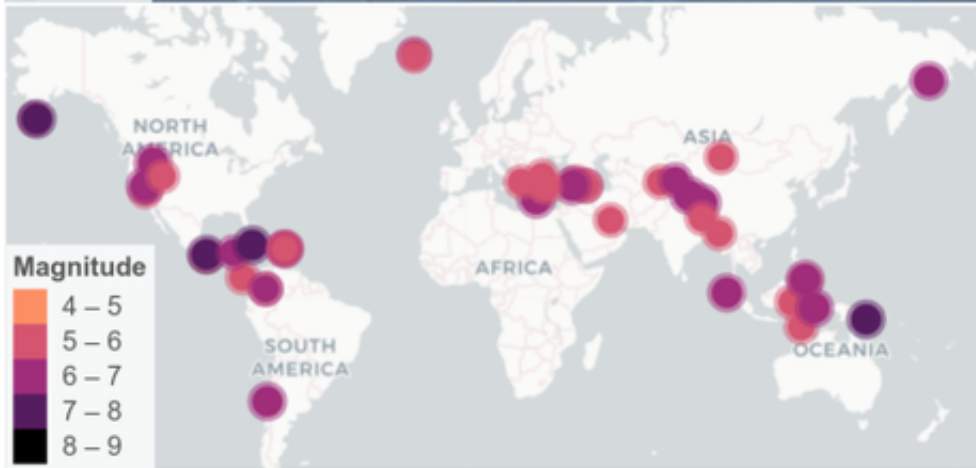 NORTH
AMERICA
ASIA
AFRICA
SOUTH
AMERICA
OCEANIA
Magnitude
4 – 5
5 – 6
6 – 7
7 – 8
8 – 9